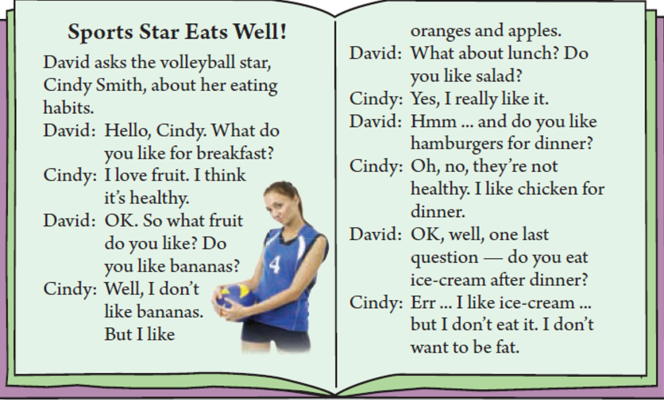 Sports Star Eats Well!
David asks the volleyball star,
Cindy Smith, about her eating
habits.
David: Hello, Cindy. What do
you like for breakfast?
Cindy: I love fruit. I think
it's healthy.
David: OK. So what fruit
do you like? Do
you like bananas?
Cindy: Well, I don't
like bananas.
But I like
4
oranges and apples.
David: What about lunch? Do
you like salad?
Cindy: Yes, I really like it.
David: Hmm ... and do you like
hamburgers for dinner?
Cindy: Oh, no, they're not
healthy. I like chicken for
dinner.
David: OK, well, one last
question — do you eat
ice-cream after dinner?
Cindy: Err ... I like ice-cream ...
but I don't eat it. I don't
want to be fat.